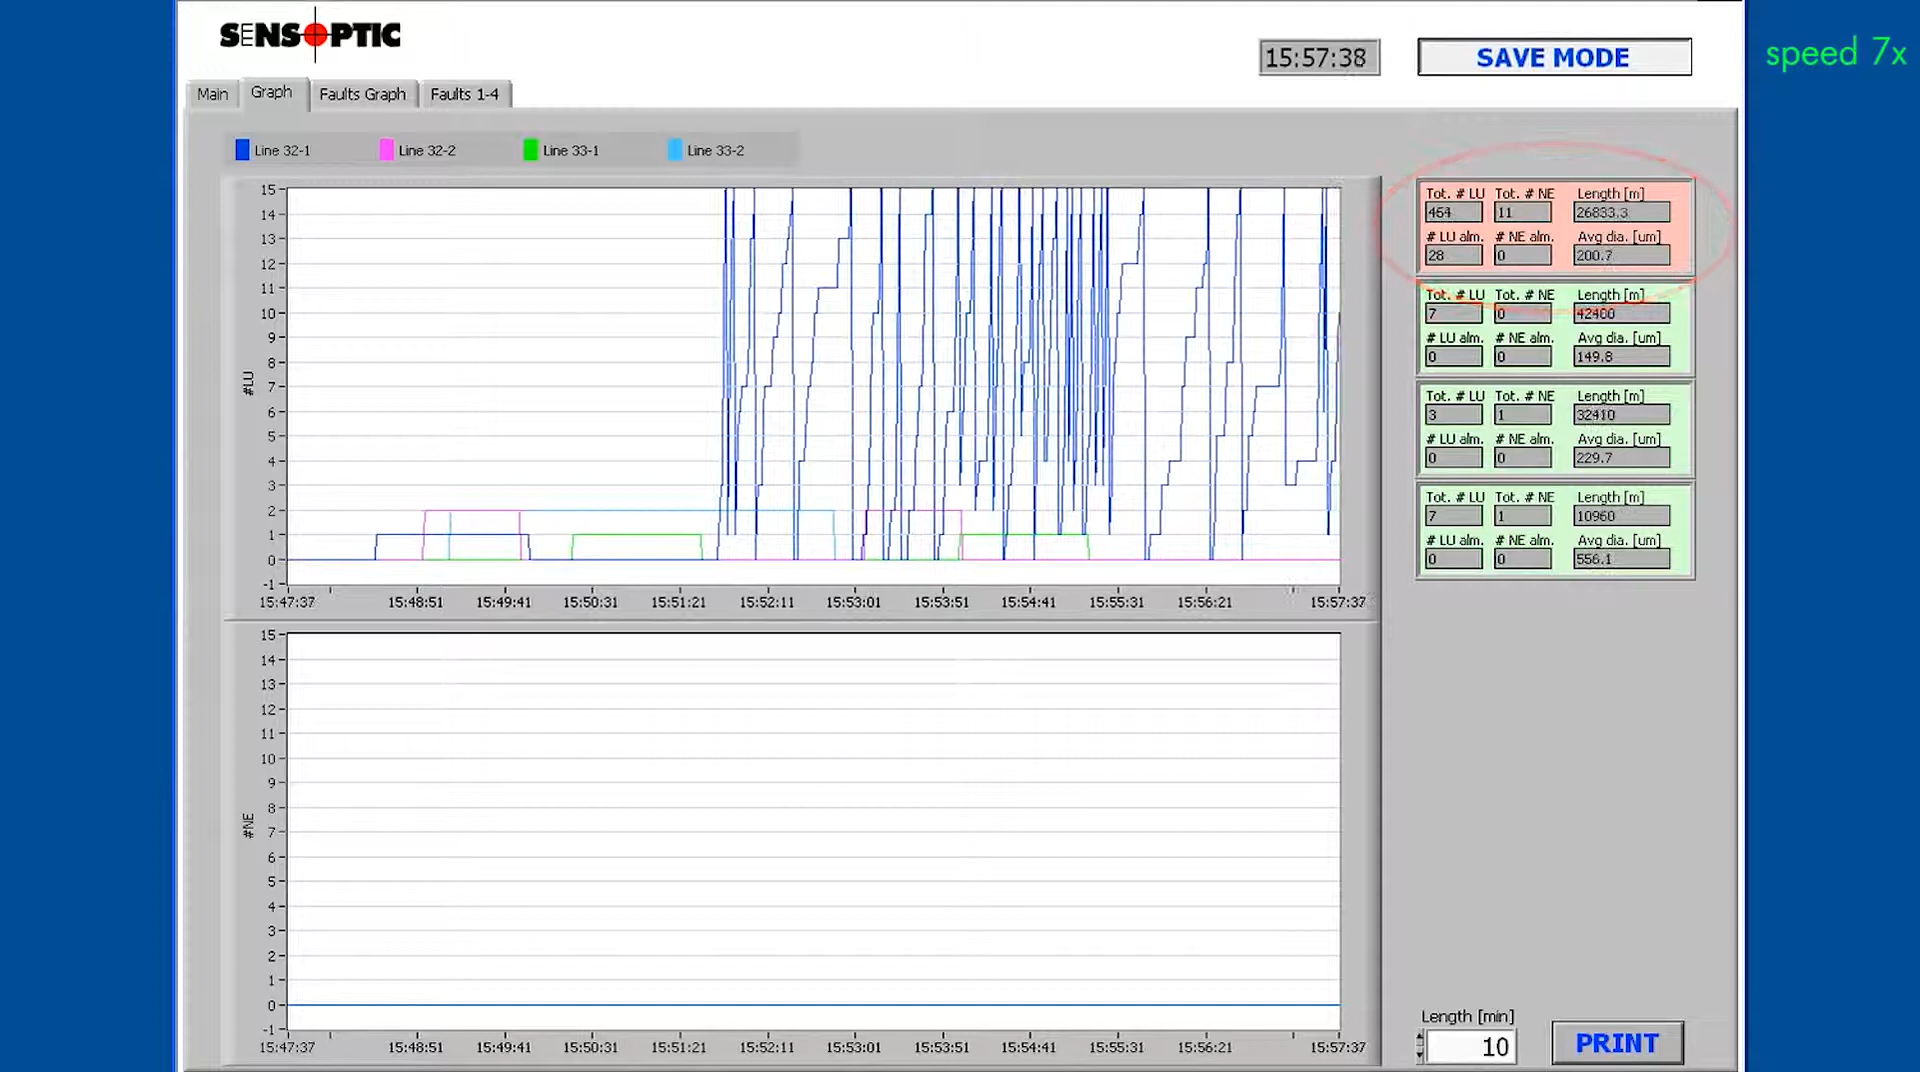 SENSOPTIC
15:57:38
SAVE MODE
speed 7x
Main Graph Faults Graph Faults 1-4
Line 32-1 Line 32-2 Line 33-1 Line 33-2
#LU
15
14
13
12
11
10
9
8
7
6
5
4
3
2
1
0
-1
15:47:37 15:48:51 15:49:41 15:50:31 15:51:21 15:52:11 15:53:01 15:53:51 15:54:41 15:55:31 15:56:21 15:57:37
#NE
15
14
13
12
11
10
9
8
7
6
5
4
3
2
1
0
-1
15:47:37 15:48:51 15:49:41 15:50:31 15:51:21 15:52:11 15:53:01 15:53:51 15:54:41 15:55:31 15:56:21 15:57:37
Tot. # LU Tot. # NE Length [m]
464 11 26833.3
# LU alm. # NE alm. Avg dia. [um]
28 0 200.7
Tot. # LU Tot. # NE Length [m]
7 0 42400
# LU alm. # NE alm. Avg dia. [um]
0 0 149.8
Tot. # LU Tot. # NE Length [m]
3 1 32410
# LU alm. # NE alm. Avg dia. [um]
0 0 229.7
Tot. # LU Tot. # NE Length [m]
7 1 10960
# LU alm. # NE alm. Avg dia. [um]
0 0 556.1
Length [min]
10
PRINT